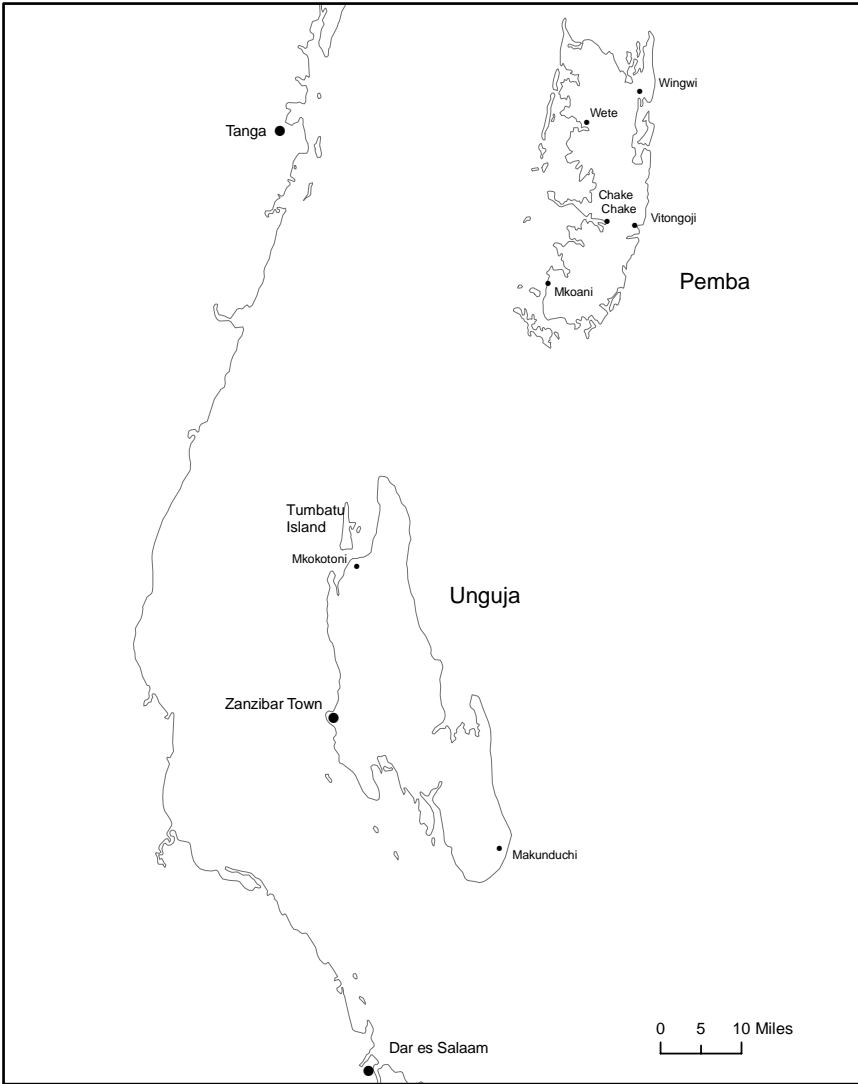 Wingwi
Wete
Tanga
Chake
Chake
Vitongoji
Pemba
Mkoani
Tumbatu
Island
Mkokotoni
Unguja
Zanzibar Town
Makunduchi
0 5 10 Miles
Dar es Salaam